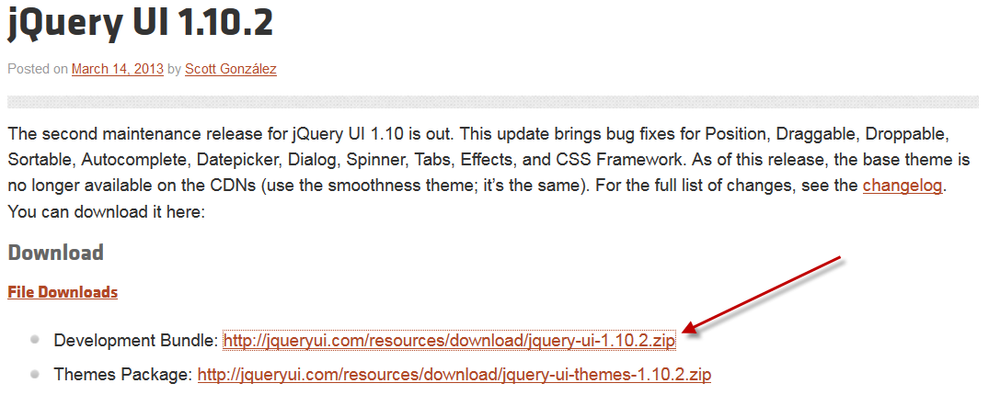 jQuery UI 1.10.2
Posted on March 14, 2013 by Scott González
The second maintenance release for jQuery UI 1.10 is out. This update brings bug fixes for Position, Draggable, Droppable,
Sortable, Autocomplete, Datepicker, Dialog, Spinner, Tabs, Effects, and CSS Framework. As of this release, the base theme is
no longer available on the CDNs (use the smoothness theme; it's the same). For the full list of changes, see the changelog.
You can download it here:
Download
File Downloads
Development Bundle: http://jqueryui.com/resources/download/jquery-ui-1.10.2.zip
Themes Package: http://jqueryui.com/resources/download/jquery-ui-themes-1.10.2.zip